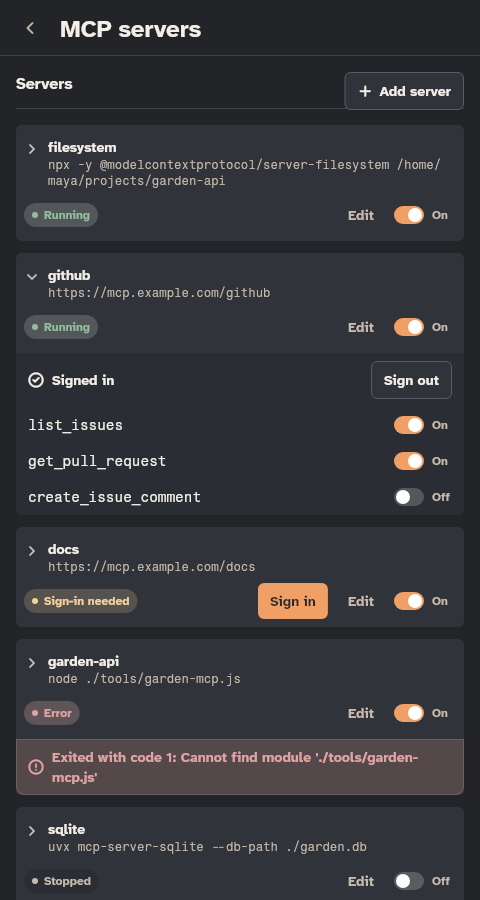 MCP servers
Servers
Add server
filesystem
npx -y @modelcontextprotocol/server-filesystem /home/
maya/projects/garden-api
Running
Edit
On
github
https://mcp.example.com/github
Running
Edit
On
Signed in
Sign out
list_issues
On
get_pull_request
On
create_issue_comment
Off
docs
https://mcp.example.com/docs
Sign-in needed
Sign in
Edit
On
garden-api
node ./tools/garden-mcp.js
Error
Edit
On
Exited with code 1: Cannot find module './tools/garden-
mcp.js'
sqlite
uvx mcp-server-sqlite --db-path ./garden.db
Stopped
Edit
Off